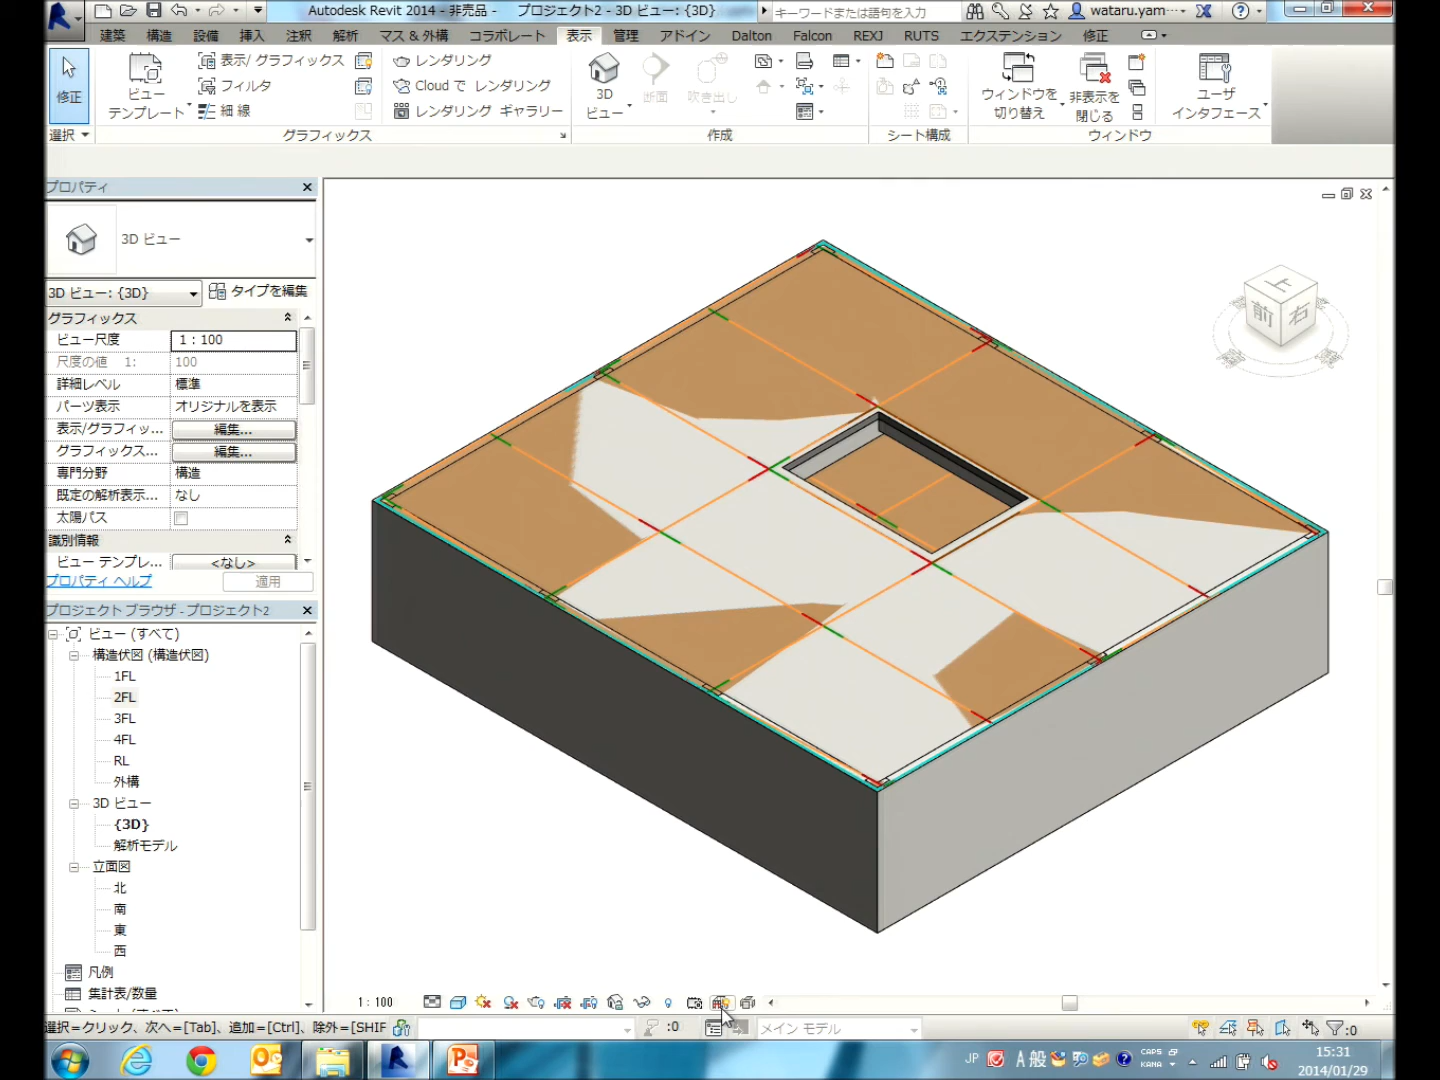 Autodesk Revit 2014 - 非売品 - プロジェクト2 - 3D ビュー: {3D}
キーワードまたは語句を入力
wataru.yam…
建築 構造 設備 挿入 注釈 解析 マス & 外構 コラボレート 表示 管理 アドイン Dalton Falcon REXJ RUTS エクステンション 修正
修正
ビュー
テンプレート
表示/ グラフィックス
フィルタ
細 線
レンダリング
Cloud で レンダリング
レンダリング ギャラリー
3D
ビュー
断面
吹き出し
ウィンドウを
切り替え
非表示を
閉じる
ユーザ
インタフェース
選択
グラフィックス
作成
シート構成
ウィンドウ
プロパティ
3D ビュー
3D ビュー: {3D}
タイプを編集
グラフィックス
ビュー尺度 1 : 100
尺度の値 1: 100
詳細レベル 標準
パーツ表示 オリジナルを表示
表示/グラフィッ... 編集...
グラフィックス... 編集...
専門分野 構造
既定の解析表示... なし
太陽パス
識別情報
ビュー テンプレ... <なし>
プロパティ ヘルプ
適用
プロジェクト ブラウザ - プロジェクト2
ビュー (すべて)
構造伏図 (構造伏図)
1FL
2FL
3FL
4FL
RL
外構
3D ビュー
{3D}
解析モデル
立面図
北
南
東
西
凡例
集計表/数量
上
前
右
1 : 100
選択=クリック、次へ=[Tab]、追加=[Ctrl]、除外=[SHIF
:0
メイン モデル
:0
JP
A 般
CAPS
KANA
15:31
2014/01/29